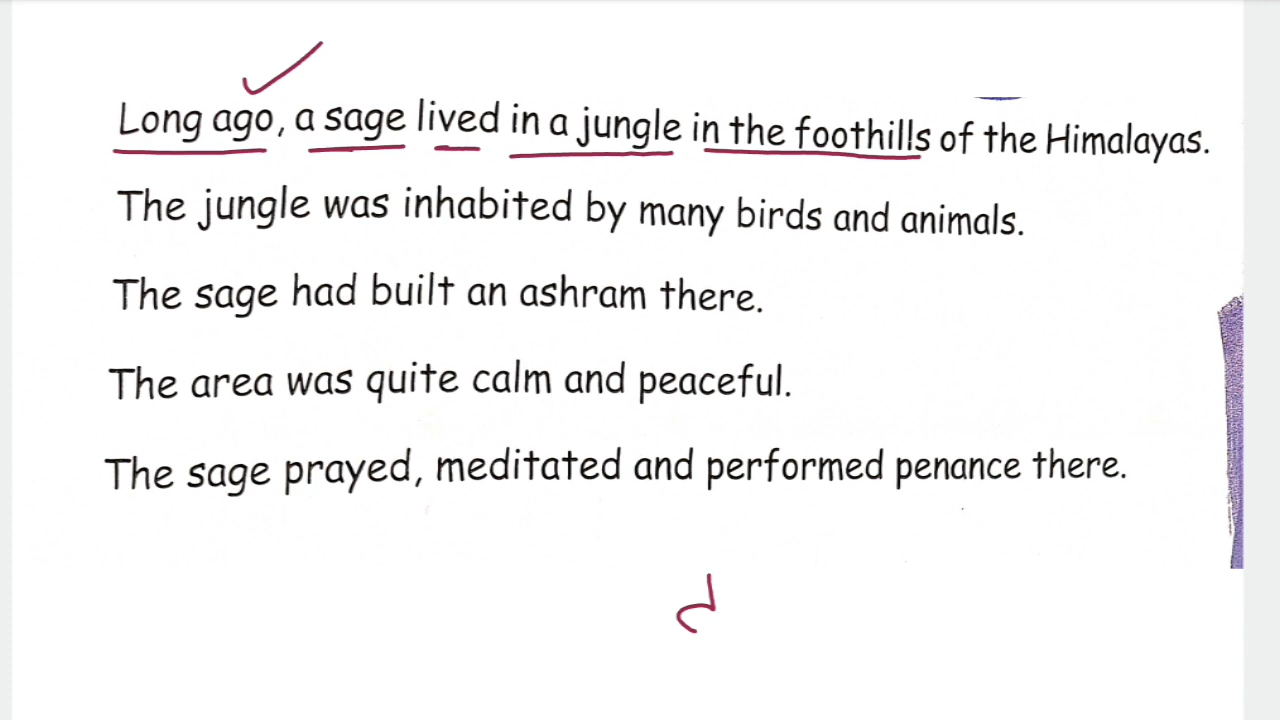 Long ago, a sage lived in a jungle in the foothills of the Himalayas.
The jungle was inhabited by many birds and animals.
The sage had built an ashram there.
The area was quite calm and peaceful.
The sage prayed, meditated and performed penance there.